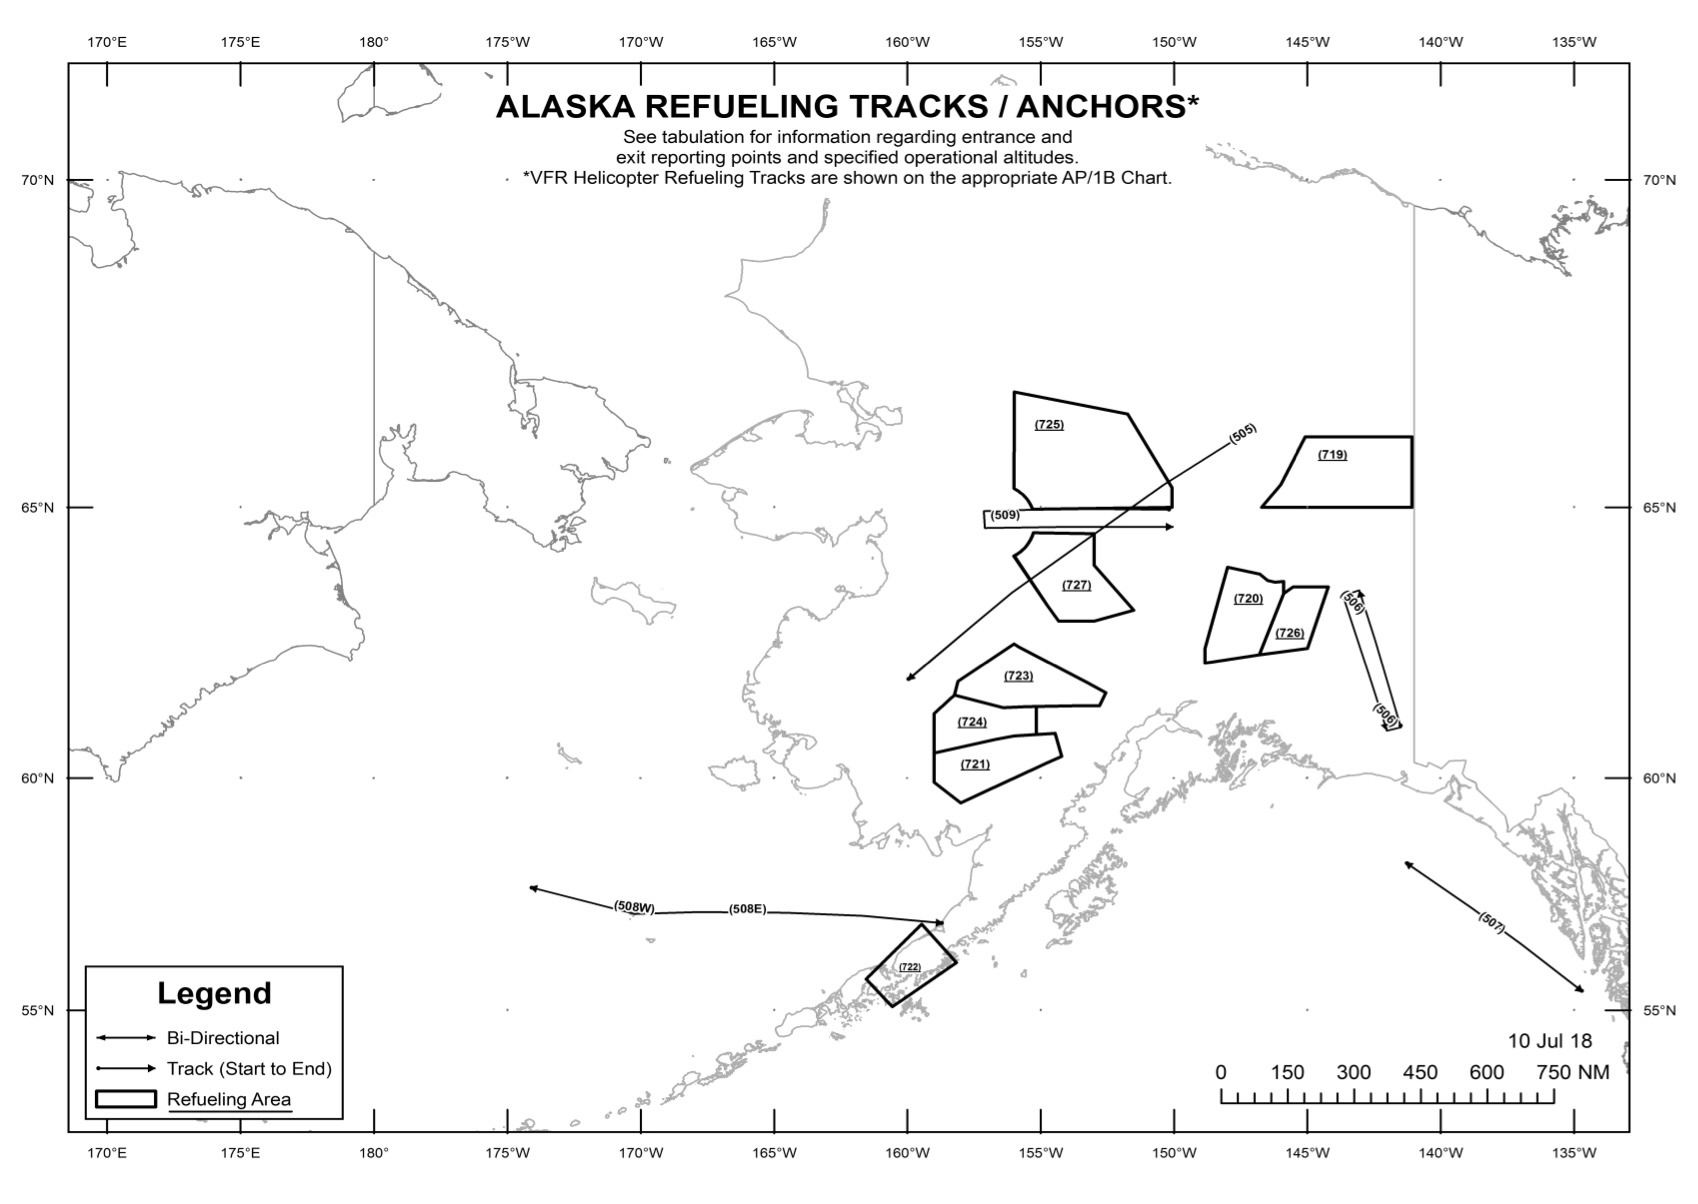 170°E 175°E 180° 175°W 170°W 165°W 160°W 155°W 150°W 145°W 140°W 135°W
ALASKA REFUELING TRACKS / ANCHORS*
See tabulation for information regarding entrance and
exit reporting points and specified operational altitudes.
*VFR Helicopter Refueling Tracks are shown on the appropriate AP/1B Chart.
70°N 70°N
(725)
(505)
(719)
65°N 65°N
(509)
(727)
(720)
(506)
(726)
(723)
(724)
(506)
(721)
60°N 60°N
(508W) (508E)
(507)
(722)
Legend
55°N 55°N
Bi-Directional
Track (Start to End)
Refueling Area
10 Jul 18
0 150 300 450 600 750 NM
170°E 175°E 180° 175°W 170°W 165°W 160°W 155°W 150°W 145°W 140°W 135°W